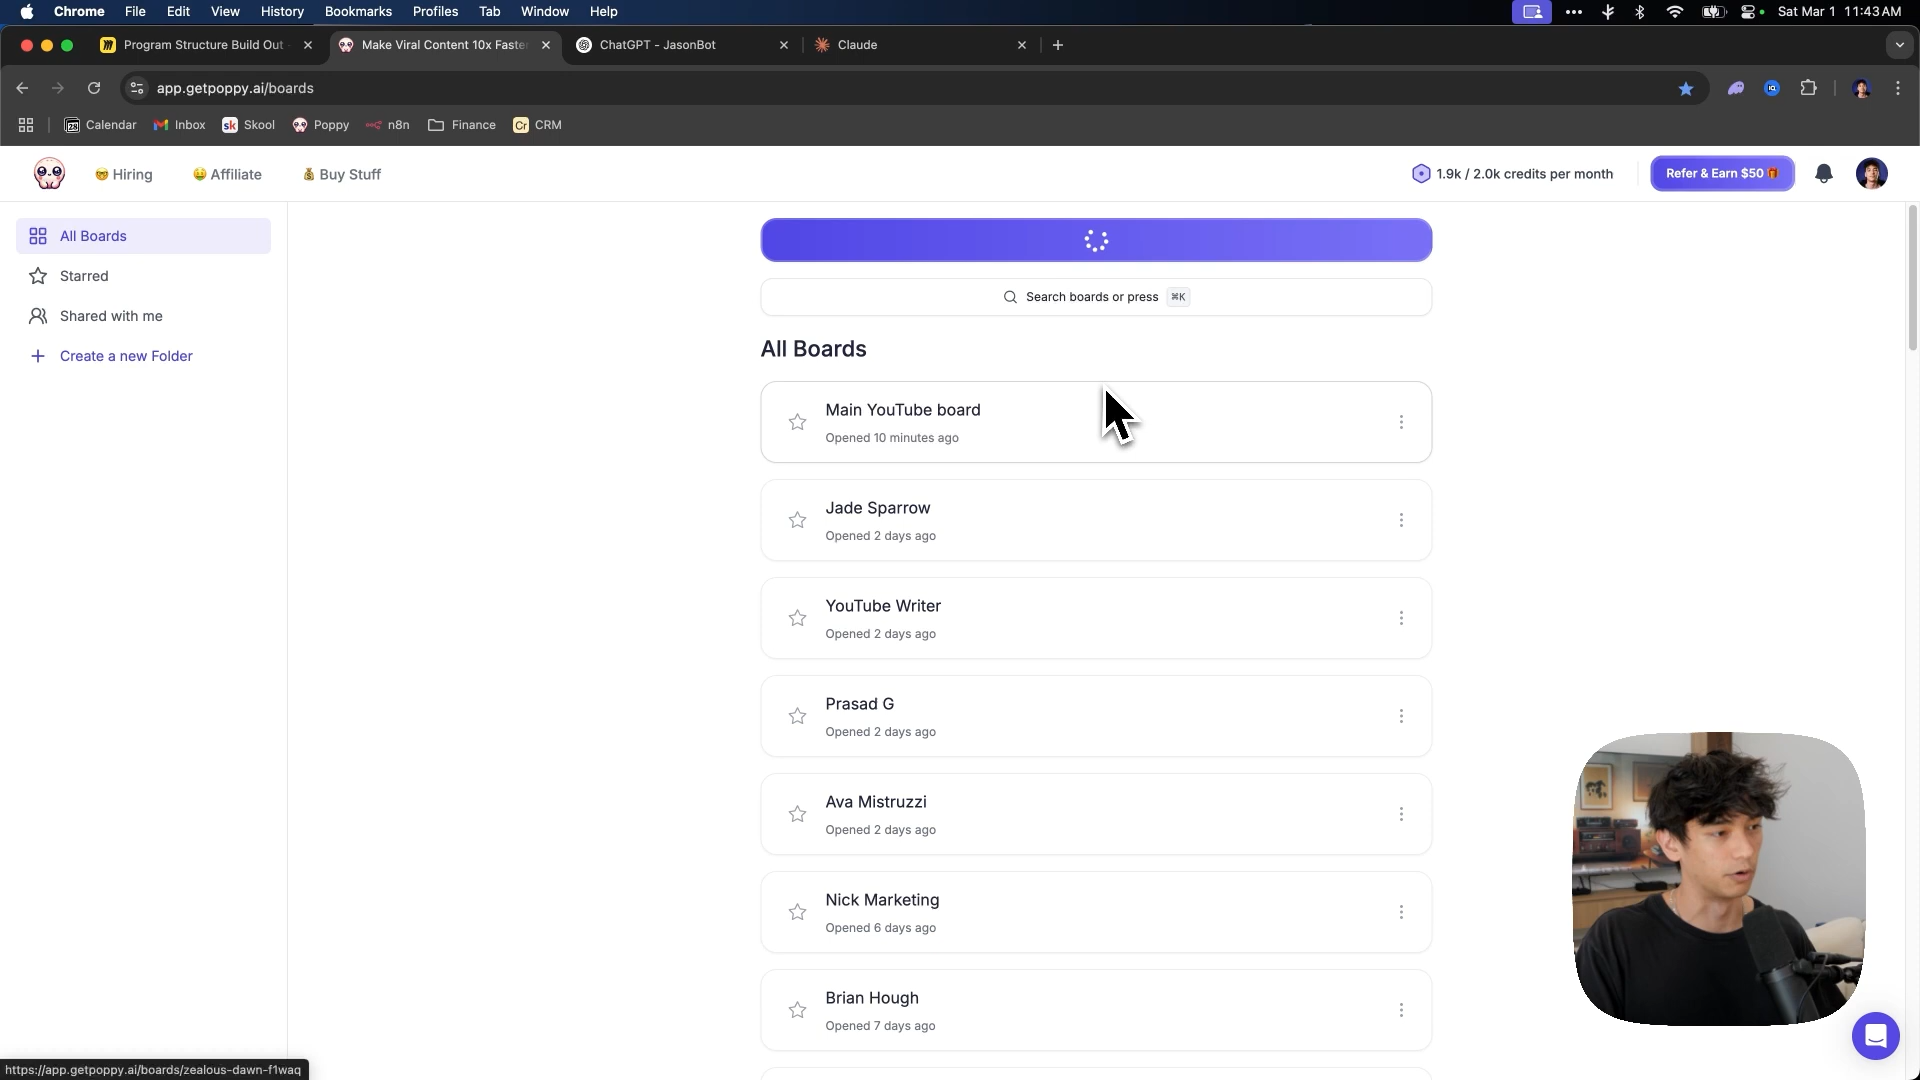 Chrome File Edit View History Bookmarks Profiles Tab Window Help Sat Mar 1 11:43 AM
Program Structure Build Out
Make Viral Content 10x Faster
ChatGPT - JasonBot
Claude
app.getpoppy.ai/boards
Calendar
Inbox
sk Skool
Poppy
n8n
Finance
Cr CRM
Hiring
Affiliate
Buy Stuff
1.9k / 2.0k credits per month
Refer & Earn $50
All Boards
Starred
Shared with me
Create a new Folder
Search boards or press ⌘K
All Boards
Main YouTube board
Opened 10 minutes ago
Jade Sparrow
Opened 2 days ago
YouTube Writer
Opened 2 days ago
Prasad G
Opened 2 days ago
Ava Mistruzzi
Opened 2 days ago
Nick Marketing
Opened 6 days ago
Brian Hough
Opened 7 days ago
https://app.getpoppy.ai/boards/zealous-dawn-f1waq